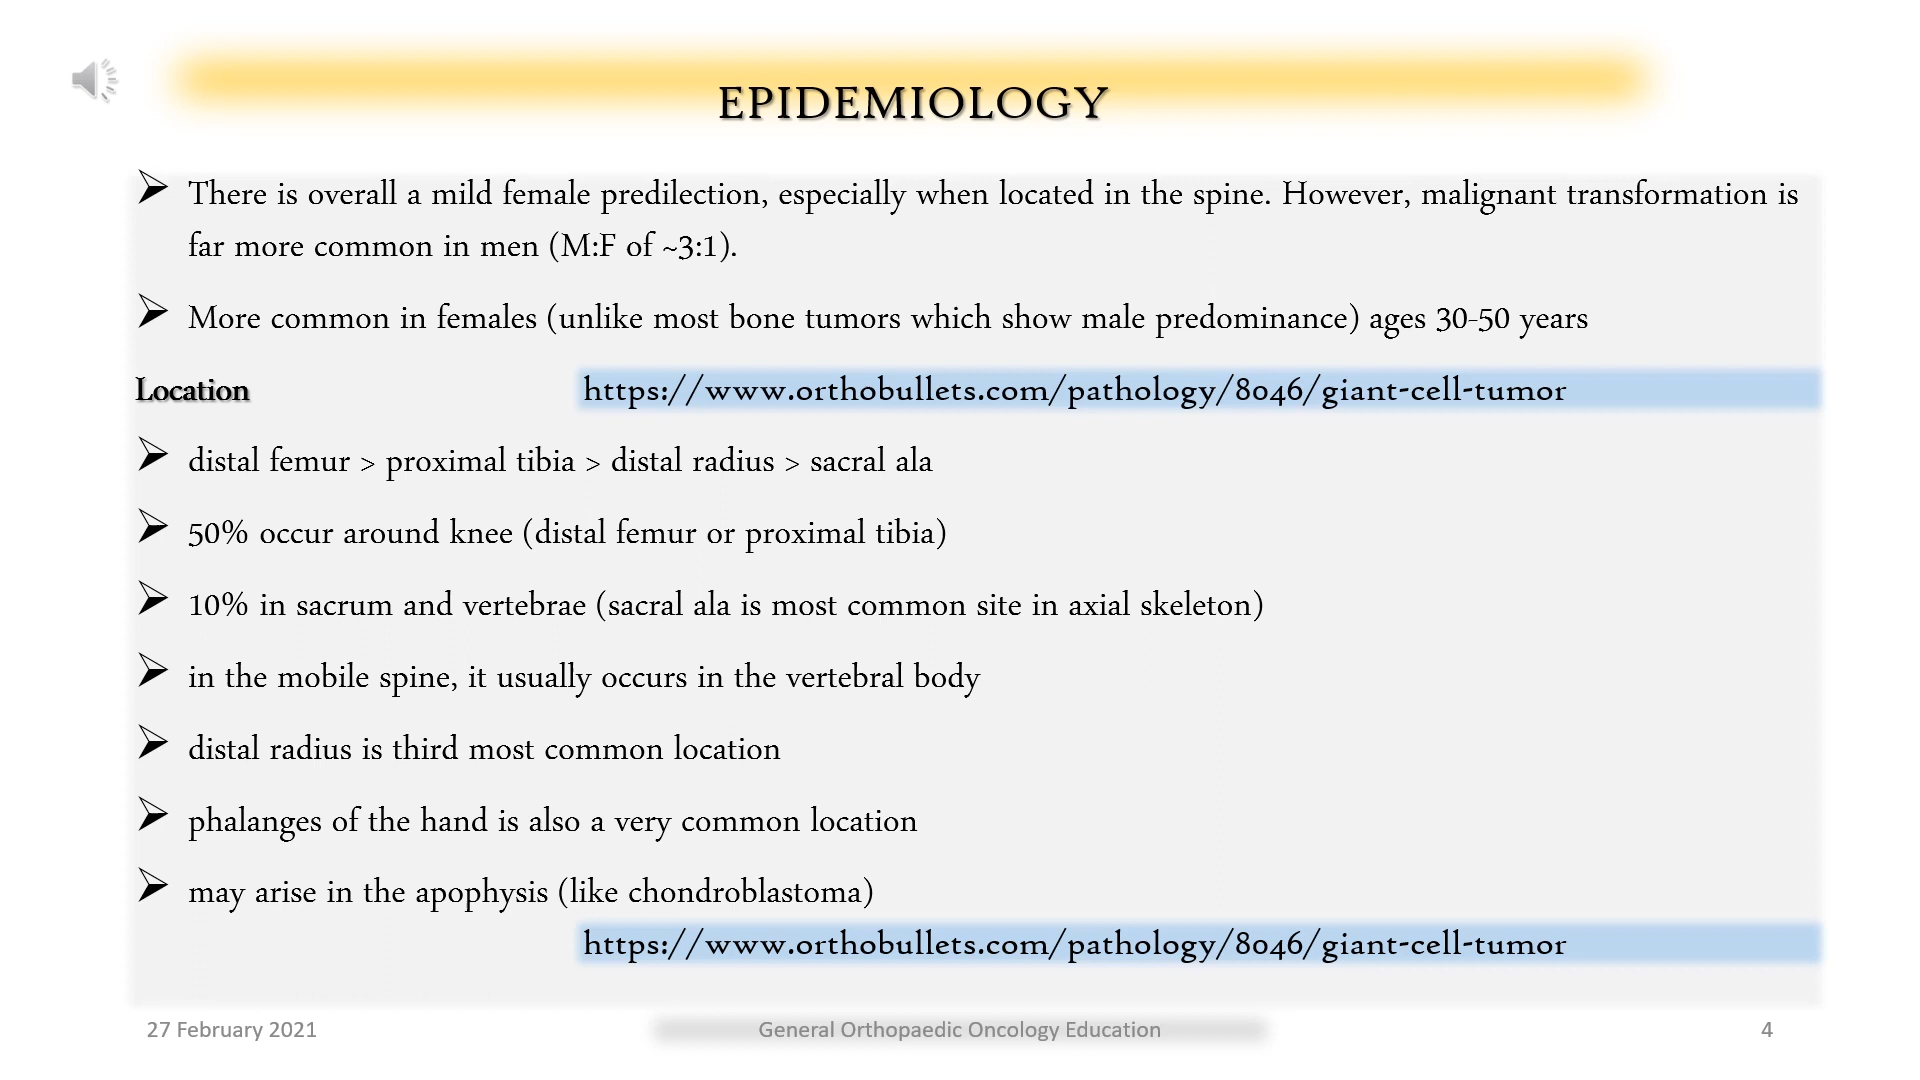 EPIDEMIOLOGY
There is overall a mild female predilection, especially when located in the spine. However, malignant transformation is
far more common in men (M:F of ~3:1).
More common in females (unlike most bone tumors which show male predominance) ages 30-50 years
Location https://www.orthobullets.com/pathology/8046/giant-cell-tumor
distal femur > proximal tibia > distal radius > sacral ala
50% occur around knee (distal femur or proximal tibia)
10% in sacrum and vertebrae (sacral ala is most common site in axial skeleton)
in the mobile spine, it usually occurs in the vertebral body
distal radius is third most common location
phalanges of the hand is also a very common location
may arise in the apophysis (like chondroblastoma)
https://www.orthobullets.com/pathology/8046/giant-cell-tumor
27 February 2021 General Orthopaedic Oncology Education 4